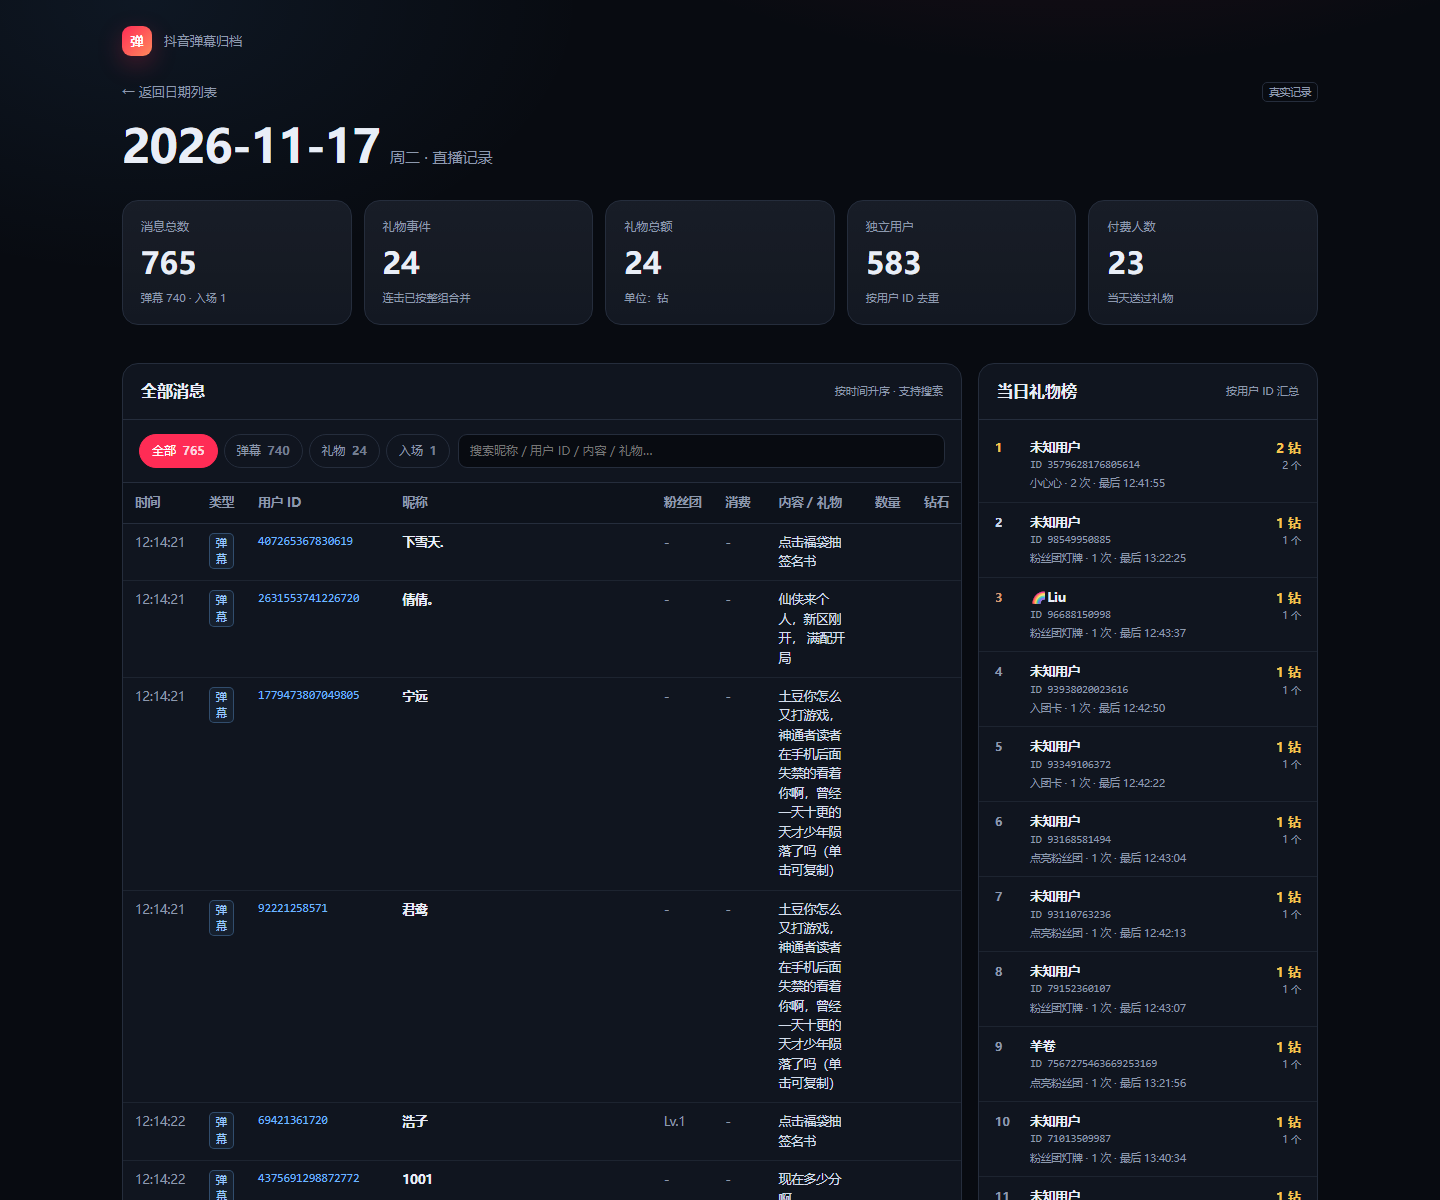 弹 抖音弹幕归档
← 返回日期列表 真实记录
2026-11-17 周二 · 直播记录
消息总数
765
弹幕 740 · 入场 1
礼物事件
24
连击已按整组合并
礼物总额
24
单位：钻
独立用户
583
按用户 ID 去重
付费人数
23
当天送过礼物
全部消息 按时间升序 · 支持搜索
全部 765 弹幕 740 礼物 24 入场 1 搜索昵称 / 用户 ID / 内容 / 礼物...
时间 类型 用户 ID 昵称 粉丝团 消费 内容 / 礼物 数量 钻石
12:14:21 弹幕 407265367830619 下雪天. - - 点击福袋抽
签名书
12:14:21 弹幕 2631553741226720 倩倩。 - - 仙侠来个
人，新区刚
开， 满配开
局
12:14:21 弹幕 1779473807049805 宁远 - - 土豆你怎么
又打游戏，
神通者读者
在手机后面
失禁的看着
你啊，曾经
一天十更的
天才少年陨
落了吗（单
击可复制）
12:14:21 弹幕 92221258571 君鸯 - - 土豆你怎么
又打游戏，
神通者读者
在手机后面
失禁的看着
你啊，曾经
一天十更的
天才少年陨
落了吗（单
击可复制）
12:14:22 弹幕 69421361720 浩子 Lv.1 - 点击福袋抽
签名书
12:14:22 弹幕 4375691298872772 1001 - - 现在多少分
啊
当日礼物榜 按用户 ID 汇总
1 未知用户 2 钻
ID 3579628176805614 2 个
小心心 · 2 次 · 最后 12:41:55
2 未知用户 1 钻
ID 98549950885 1 个
粉丝团灯牌 · 1 次 · 最后 13:22:25
3 🌈Liu 1 钻
ID 96688150998 1 个
粉丝团灯牌 · 1 次 · 最后 12:43:37
4 未知用户 1 钻
ID 93938020023616 1 个
入团卡 · 1 次 · 最后 12:42:50
5 未知用户 1 钻
ID 93349106372 1 个
入团卡 · 1 次 · 最后 12:42:22
6 未知用户 1 钻
ID 93168581494 1 个
点亮粉丝团 · 1 次 · 最后 12:43:04
7 未知用户 1 钻
ID 93110763236 1 个
点亮粉丝团 · 1 次 · 最后 12:42:13
8 未知用户 1 钻
ID 79152360107 1 个
粉丝团灯牌 · 1 次 · 最后 12:43:07
9 羊卷 1 钻
ID 7567275463669253169 1 个
点亮粉丝团 · 1 次 · 最后 13:21:56
10 未知用户 1 钻
ID 71013509987 1 个
粉丝团灯牌 · 1 次 · 最后 13:40:34
11 未知用户 1 钻